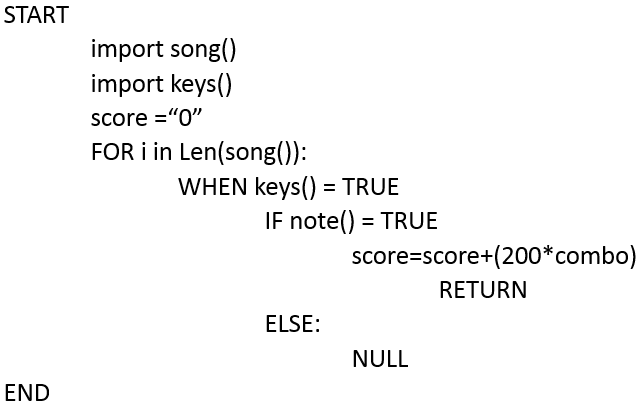 START
import song()
import keys()
score =“0”
FOR i in Len(song()):
WHEN keys() = TRUE
IF note() = TRUE
score=score+(200*combo)
RETURN
ELSE:
NULL
END